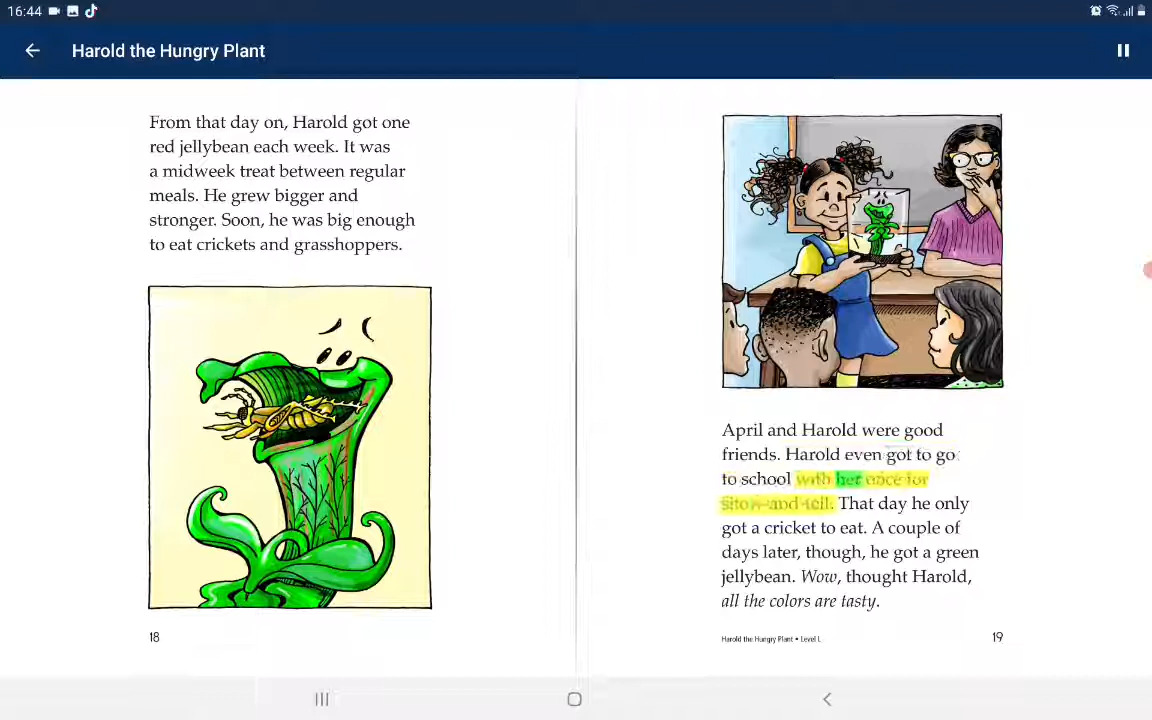 16:44
Harold the Hungry Plant
From that day on, Harold got one
red jellybean each week. It was
a midweek treat between regular
meals. He grew bigger and
stronger. Soon, he was big enough
to eat crickets and grasshoppers.
18
April and Harold were good
friends. Harold even got to go
to school with her once for
show-and-tell. That day he only
got a cricket to eat. A couple of
days later, though, he got a green
jellybean. Wow, thought Harold,
all the colors are tasty.
Harold the Hungry Plant • Level L
19